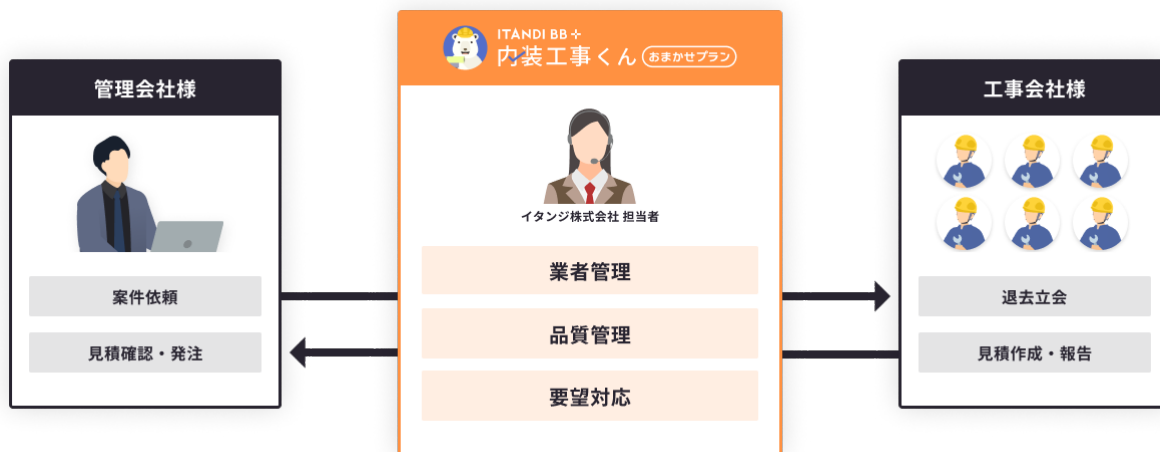 管理会社様
案件依頼
見積確認・発注
ITANDI BB+
内装工事くん おまかせプラン
イタンジ株式会社 担当者
業者管理
品質管理
要望対応
工事会社様
退去立会
見積作成・報告